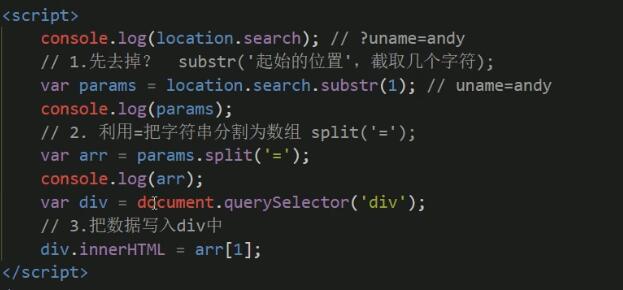 <script>
console.log(location.search); // ?uname=andy
// 1.先去掉？ substr('起始的位置', 截取几个字符);
var params = location.search.substr(1); // uname=andy
console.log(params);
// 2. 利用=把字符串分割为数组 split('=');
var arr = params.split('=');
console.log(arr);
var div = document.querySelector('div');
// 3.把数据写入div中
div.innerHTML = arr[1];
</script>